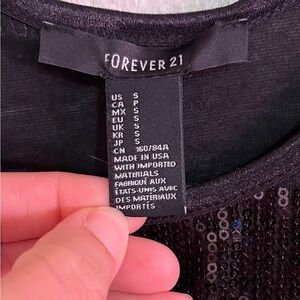 FOREVER 21
US S
CA P
MX S
EU S
UK S
KR S
JP S
CN 160/84A
MADE IN USA
WITH IMPORTED
MATERIALS
FABRIQUÉ AUX
ÉTATS-UNIS AVEC
DES MATERIAUX
IMPORTÉS